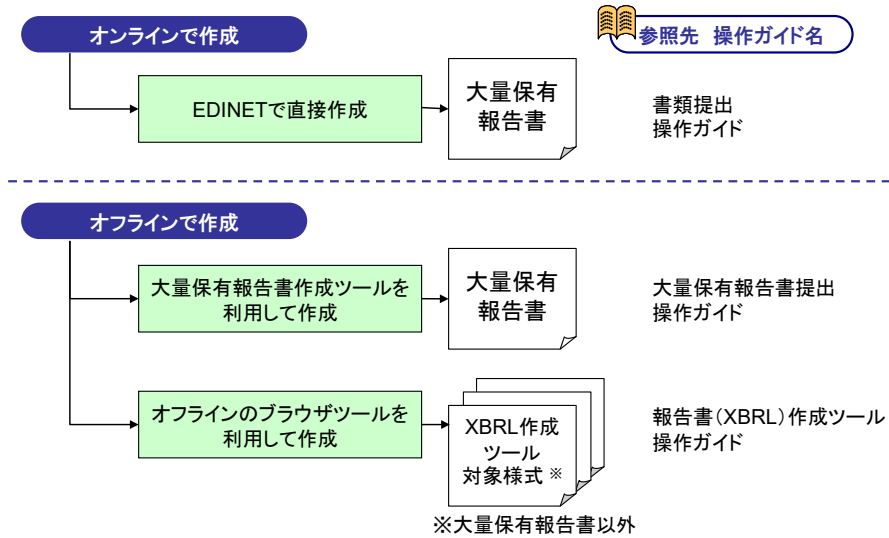 オンラインで作成
参照先 操作ガイド名
EDINETで直接作成
大量保有
報告書
書類提出
操作ガイド
オフラインで作成
大量保有報告書作成ツールを
利用して作成
大量保有
報告書
大量保有報告書提出
操作ガイド
オフラインのブラウザツールを
利用して作成
XBRL作成
ツール
対象様式 ※
報告書(XBRL)作成ツール
操作ガイド
※大量保有報告書以外